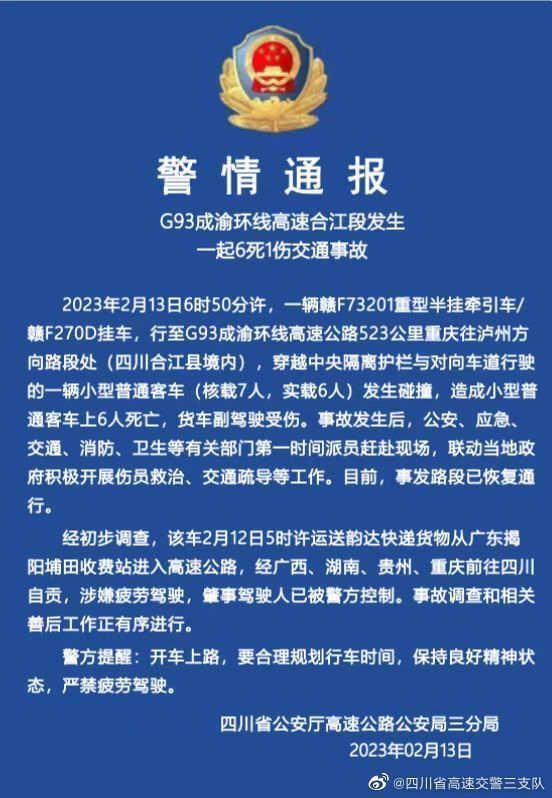 警情通报
G93成渝环线高速合江段发生
一起6死1伤交通事故
2023年2月13日6时50分许，一辆赣F73201重型半挂牵引车/
赣F270D挂车，行至G93成渝环线高速公路523公里重庆往泸州方
向路段处（四川合江县境内），穿越中央隔离护栏与对向车道行驶
的一辆小型普通客车（核载7人，实载6人）发生碰撞，造成小型普
通客车上6人死亡，货车副驾驶受伤。事故发生后，公安、应急、
交通、消防、卫生等有关部门第一时间派员赶赴现场，联动当地政
府积极开展伤员救治、交通疏导等工作。目前，事发路段已恢复通
行。
经初步调查，该车2月12日5时许运送韵达快递货物从广东揭
阳埔田收费站进入高速公路，经广西、湖南、贵州、重庆前往四川
自贡，涉嫌疲劳驾驶，肇事驾驶人已被警方控制。事故调查和相关
善后工作正有序进行。
警方提醒：开车上路，要合理规划行车时间，保持良好精神状
态，严禁疲劳驾驶。
四川省公安厅高速公路公安局三分局
2023年02月13日
@四川省高速交警三支队